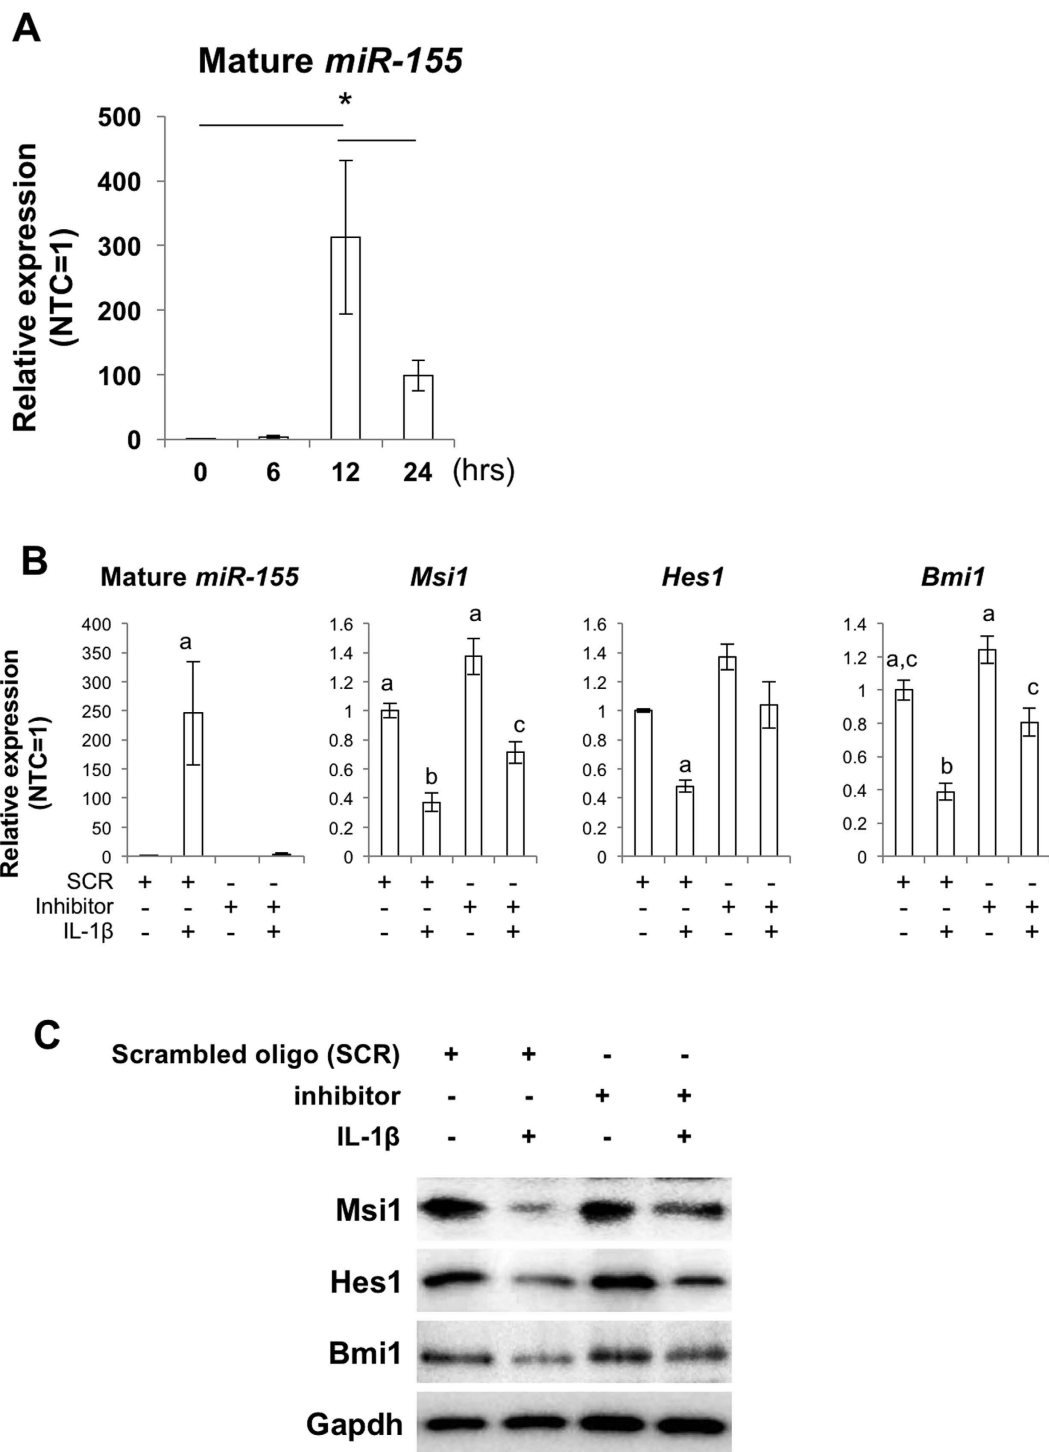 A
Mature miR-155
*
500
400
300
200
100
0
Relative expression
(NTC=1)
0 6 12 24 (hrs)
B
Mature miR-155 Msi1 Hes1 Bmi1
Relative expression
(NTC=1)
400
350
300
250
200
150
100
50
0
a
1.6
1.4
1.2
1
0.8
0.6
0.4
0.2
0
a b a c
1.6
1.4
1.2
1
0.8
0.6
0.4
0.2
0
a
1.4
1.2
1
0.8
0.6
0.4
0.2
0
a,c b a c
SCR + + - - + + - - + + - - + + - -
Inhibitor - - + + - - + + - - + + - - + +
IL-1β - + - + - + - + - + - + - + - +
C
Scrambled oligo (SCR) + + - -
inhibitor - - + +
IL-1β - + - +
Msi1
Hes1
Bmi1
Gapdh